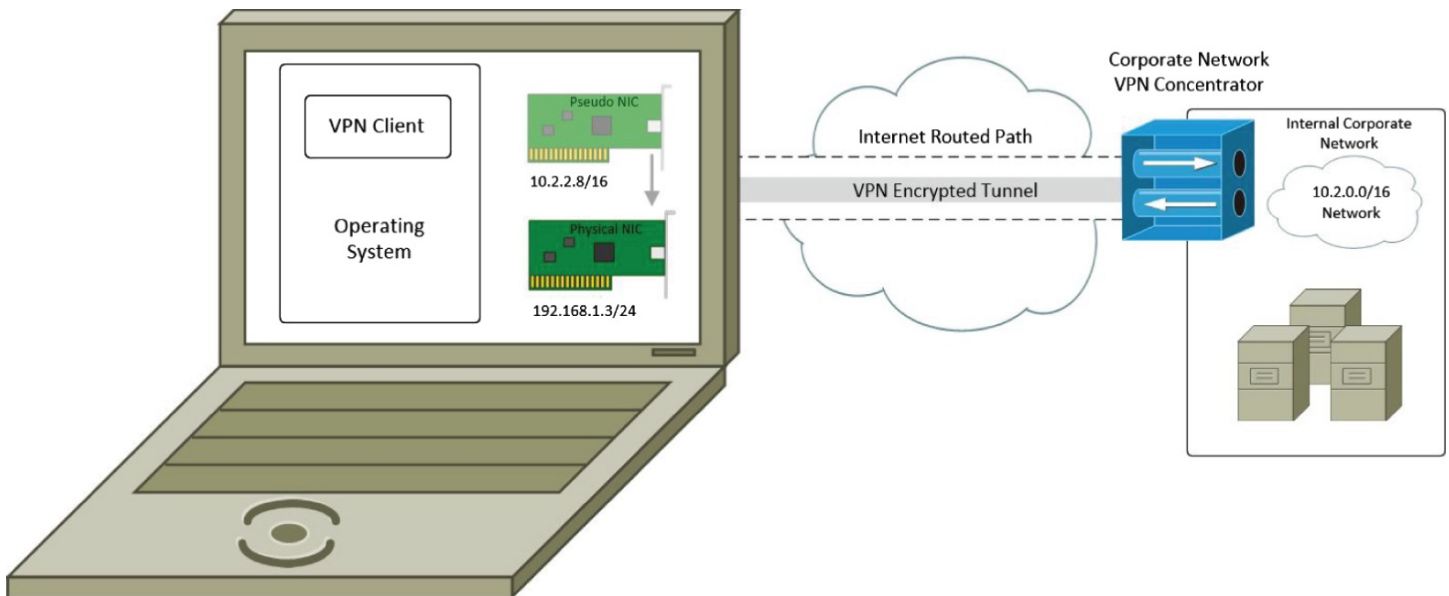 VPN Client
Operating
System
Pseudo NIC
10.2.2.8/16
Physical NIC
192.168.1.3/24
Internet Routed Path
VPN Encrypted Tunnel
Corporate Network
VPN Concentrator
Internal Corporate
Network
10.2.0.0/16
Network